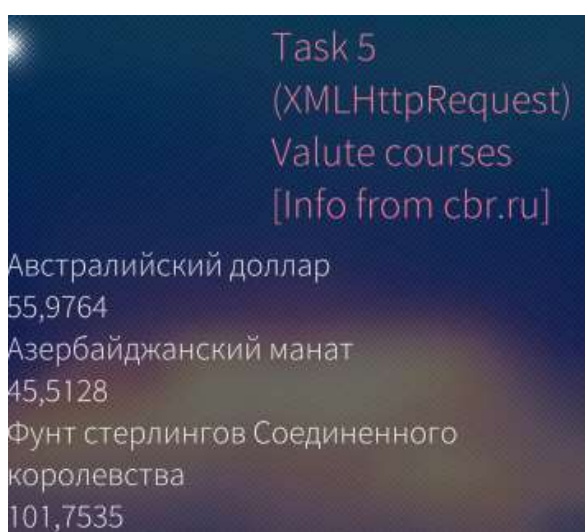 Task 5
(XMLHttpRequest)
Valute courses
[Info from cbr.ru]
Австралийский доллар
55,9764
Азербайджанский манат
45,5128
Фунт стерлингов Соединенного
королевства
101,7535